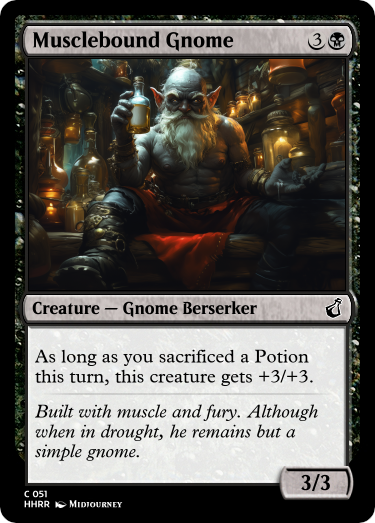 Musclebound Gnome 3
Creature — Gnome Berserker
As long as you sacrificed a Potion
this turn, this creature gets +3/+3.
Built with muscle and fury. Although
when in drought, he remains but a
simple gnome.
3/3
C 051
HHRR Midjourney